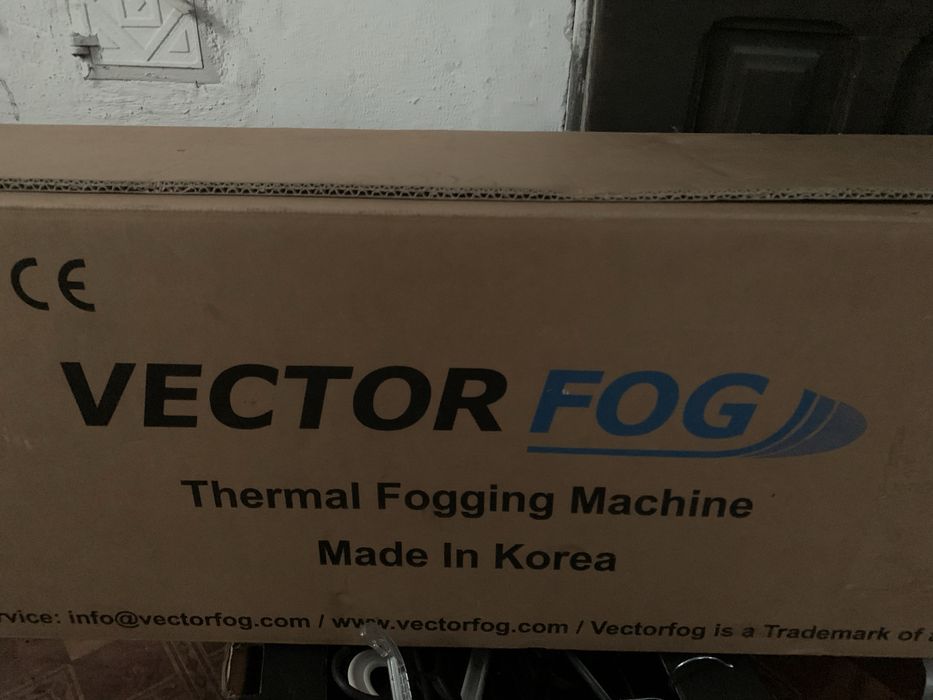 CE
VECTOR FOG
Thermal Fogging Machine
Made In Korea
info@vectorfog.com / www.vectorfog.com / Vectorfog is a Trademark of